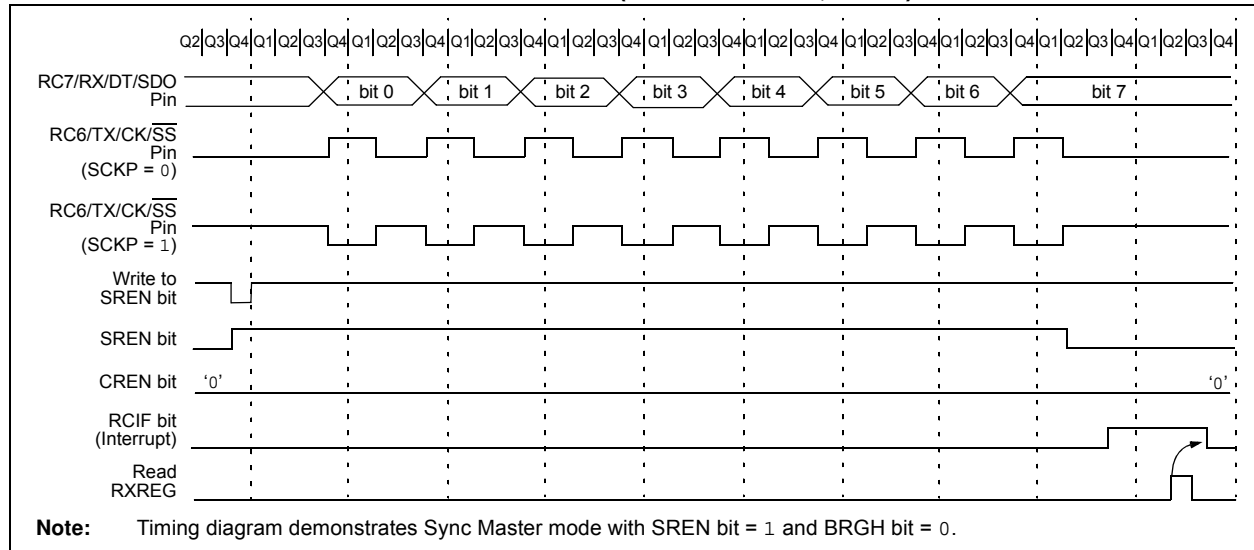 Q2 Q3 Q4 Q1 Q2 Q3 Q4 Q1 Q2 Q3 Q4 Q1 Q2 Q3 Q4 Q1 Q2 Q3 Q4 Q1 Q2 Q3 Q4 Q1 Q2 Q3 Q4 Q1 Q2 Q3 Q4 Q1 Q2 Q3 Q4 Q1 Q2 Q3 Q4 Q1 Q2 Q3 Q4
RC7/RX/DT/SDO
Pin
bit 0 bit 1 bit 2 bit 3 bit 4 bit 5 bit 6 bit 7
RC6/TX/CK/SS
Pin
(SCKP = 0)
RC6/TX/CK/SS
Pin
(SCKP = 1)
Write to
SREN bit
SREN bit
CREN bit '0' '0'
RCIF bit
(Interrupt)
Read
RXREG
Note: Timing diagram demonstrates Sync Master mode with SREN bit = 1 and BRGH bit = 0.